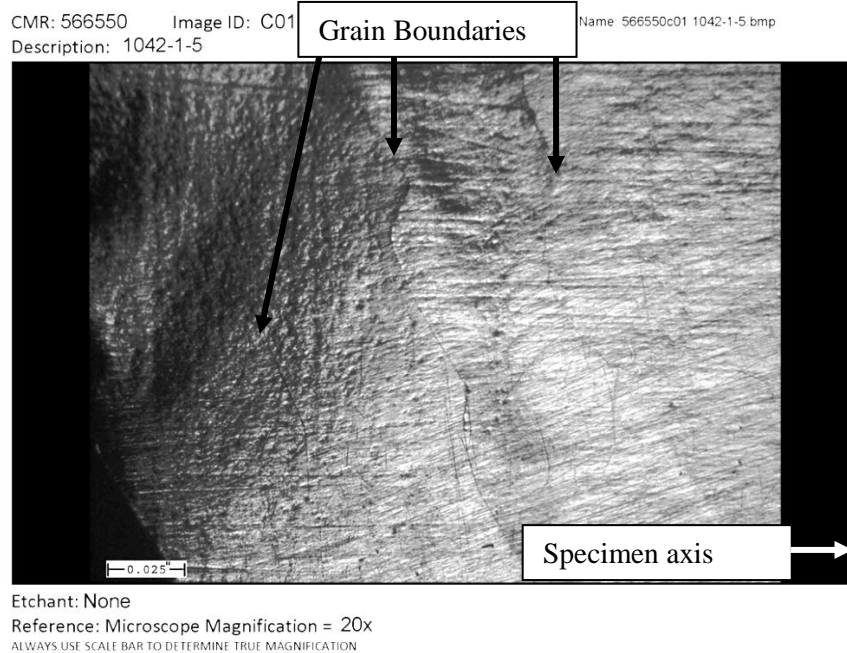 CMR: 566550 Image ID: C01 Name: 566550c01 1042-1-5.bmp
Description: 1042-1-5
Grain Boundaries
Specimen axis
0.025"
Etchant: None
Reference: Microscope Magnification = 20x
ALWAYS USE SCALE BAR TO DETERMINE TRUE MAGNIFICATION